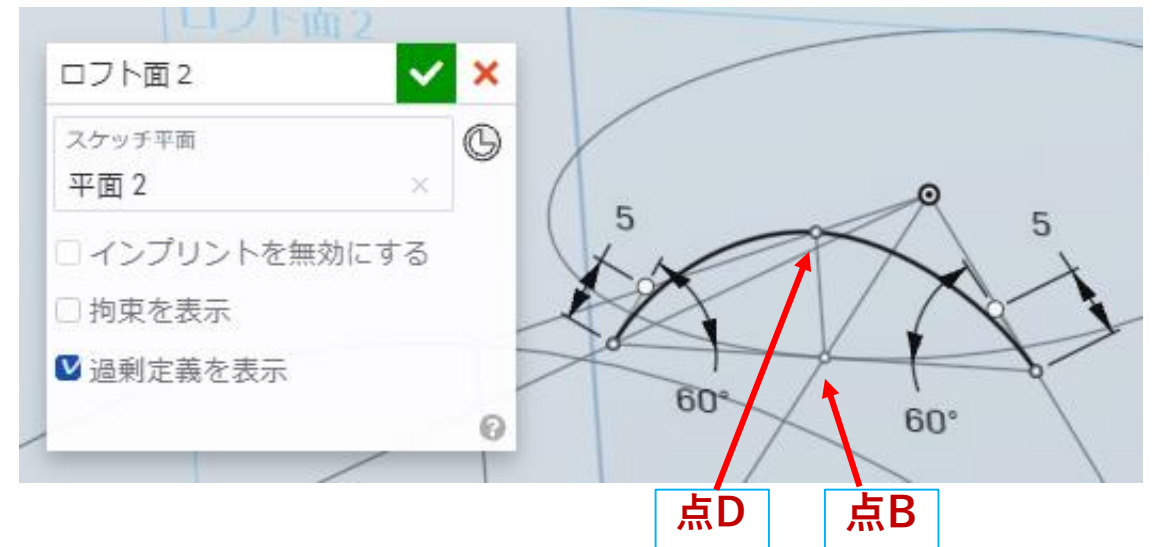 ロフト面 2
ロフト面 2
スケッチ平面
平面 2
インプリントを無効にする
拘束を表示
過剰定義を表示
5
5
60°
60°
点D
点B